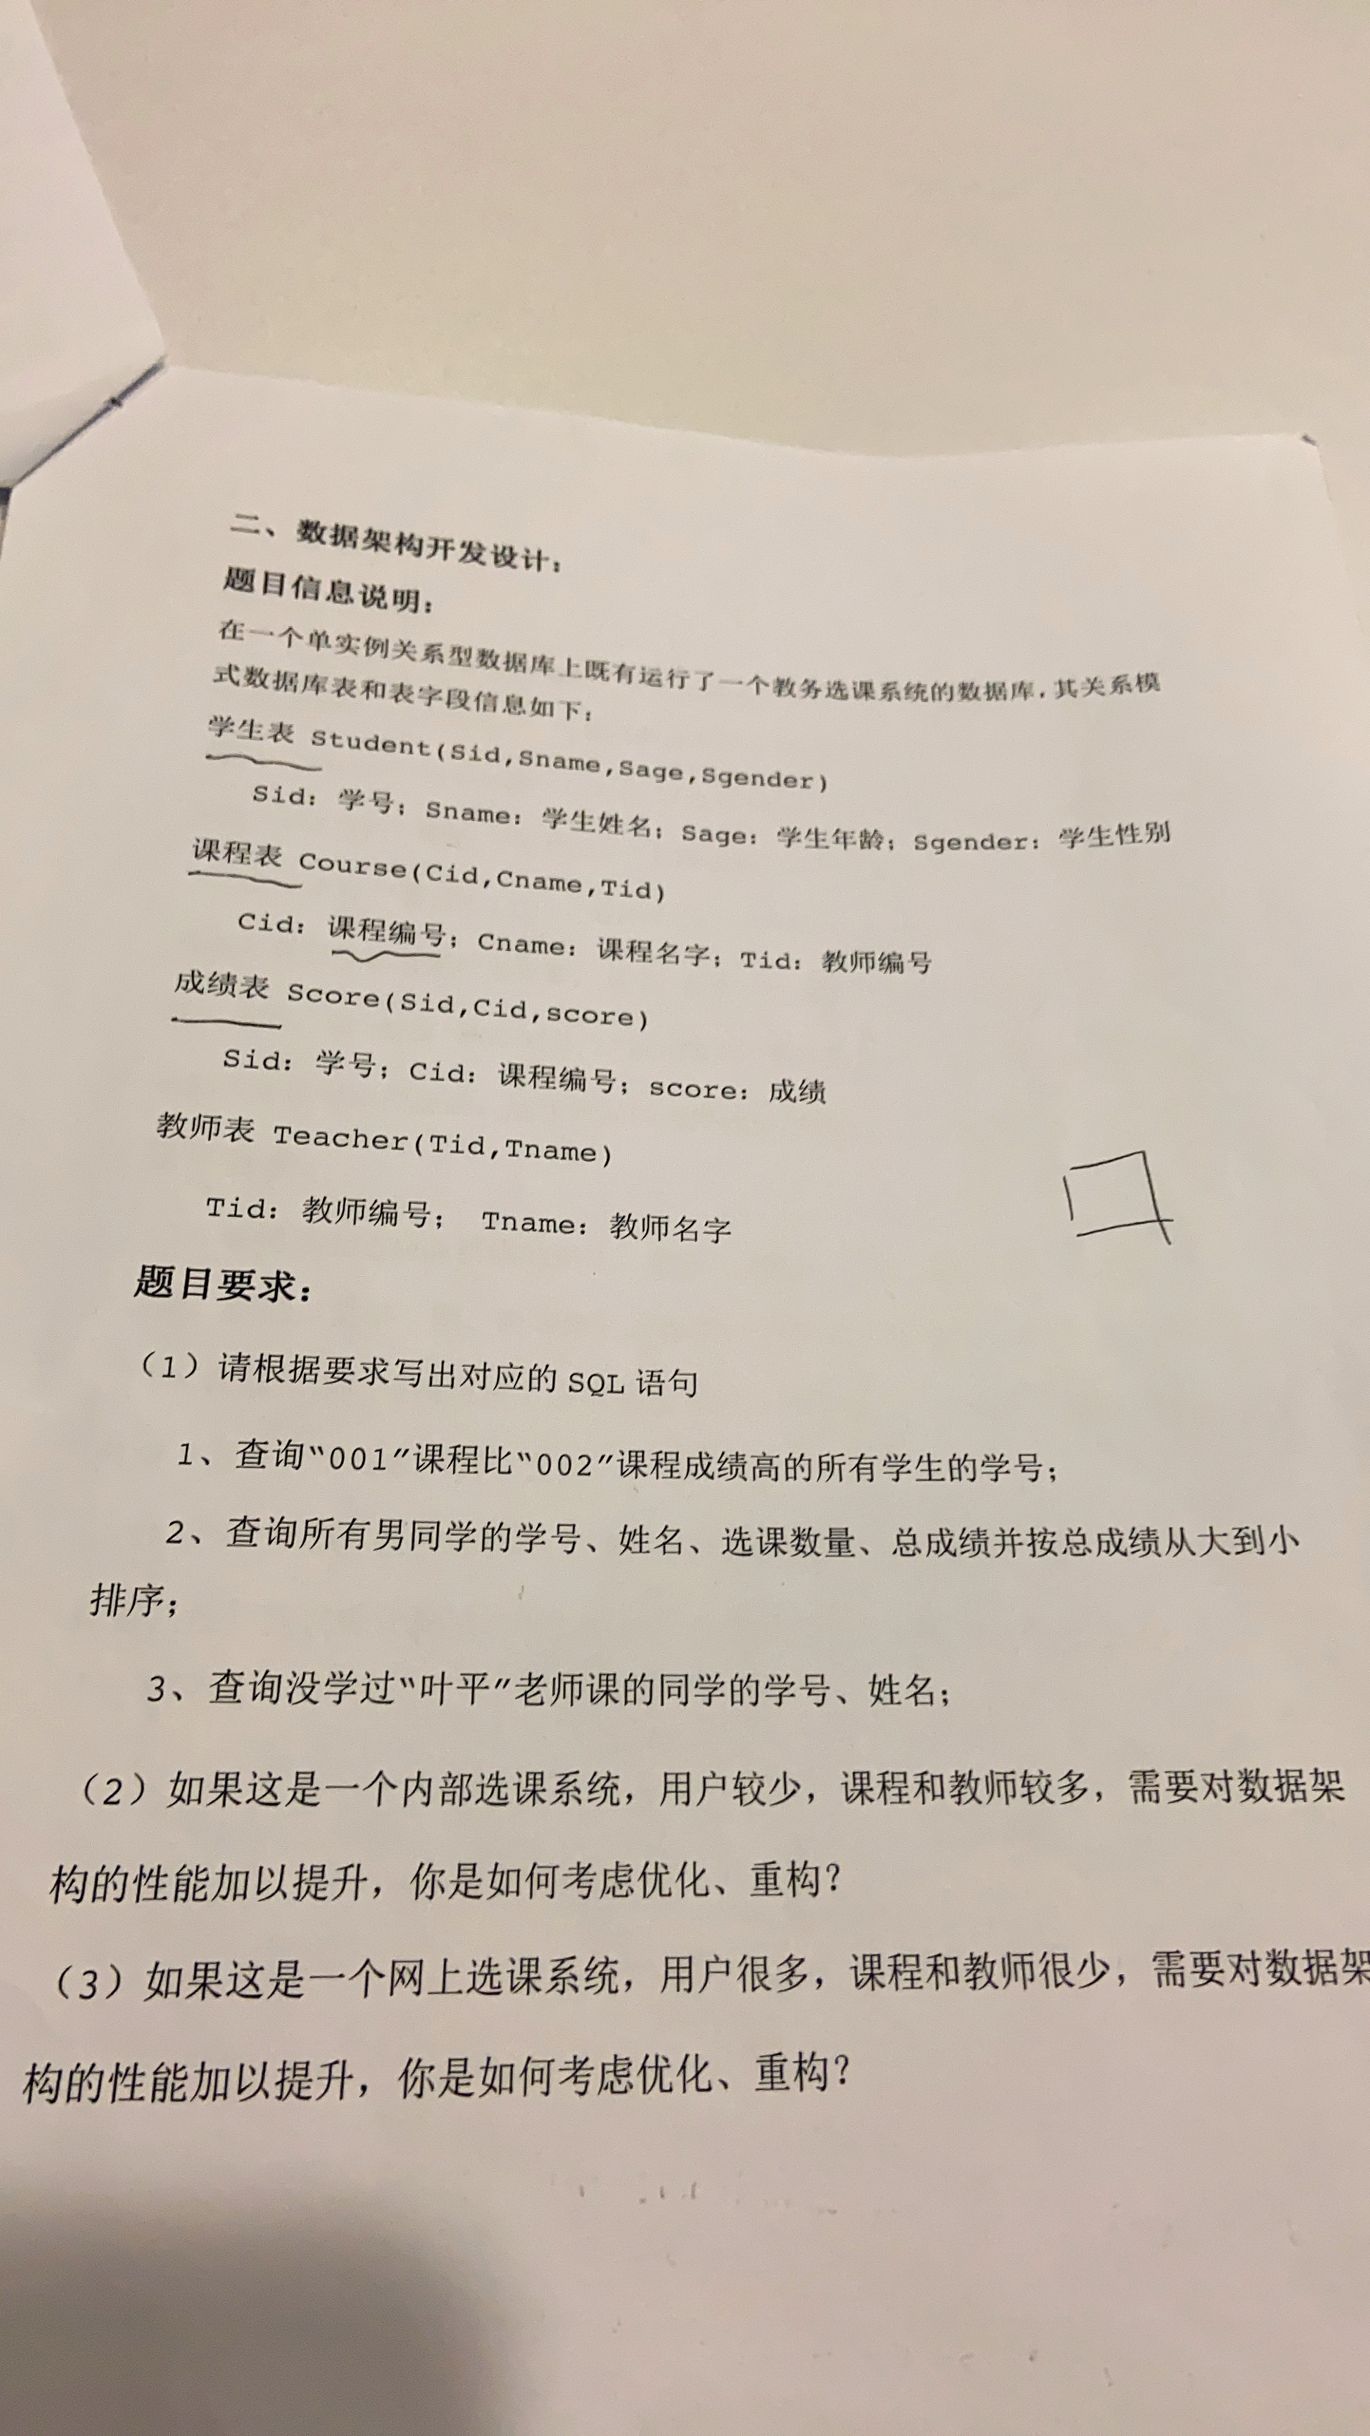 二、数据架构开发设计：
题目信息说明：
在一个单实例关系型数据库上既有运行了一个教务选课系统的数据库，其关系模
式数据库表和表字段信息如下：
学生表 Student(Sid,Sname,Sage,Sgender)
Sid：学号；Sname：学生姓名；Sage：学生年龄；Sgender：学生性别
课程表 Course(Cid,Cname,Tid)
Cid：课程编号；Cname：课程名字；Tid：教师编号
成绩表 Score(Sid,Cid,score)
Sid：学号；Cid：课程编号；score：成绩
教师表 Teacher(Tid,Tname)
Tid：教师编号； Tname：教师名字
题目要求：
（1）请根据要求写出对应的 SQL 语句
1、查询“001”课程比“002”课程成绩高的所有学生的学号；
2、查询所有男同学的学号、姓名、选课数量、总成绩并按总成绩从大到小
排序；
3、查询没学过“叶平”老师课的同学的学号、姓名；
（2）如果这是一个内部选课系统，用户较少，课程和教师较多，需要对数据架
构的性能加以提升，你是如何考虑优化、重构？
（3）如果这是一个网上选课系统，用户很多，课程和教师很少，需要对数据架
构的性能加以提升，你是如何考虑优化、重构？